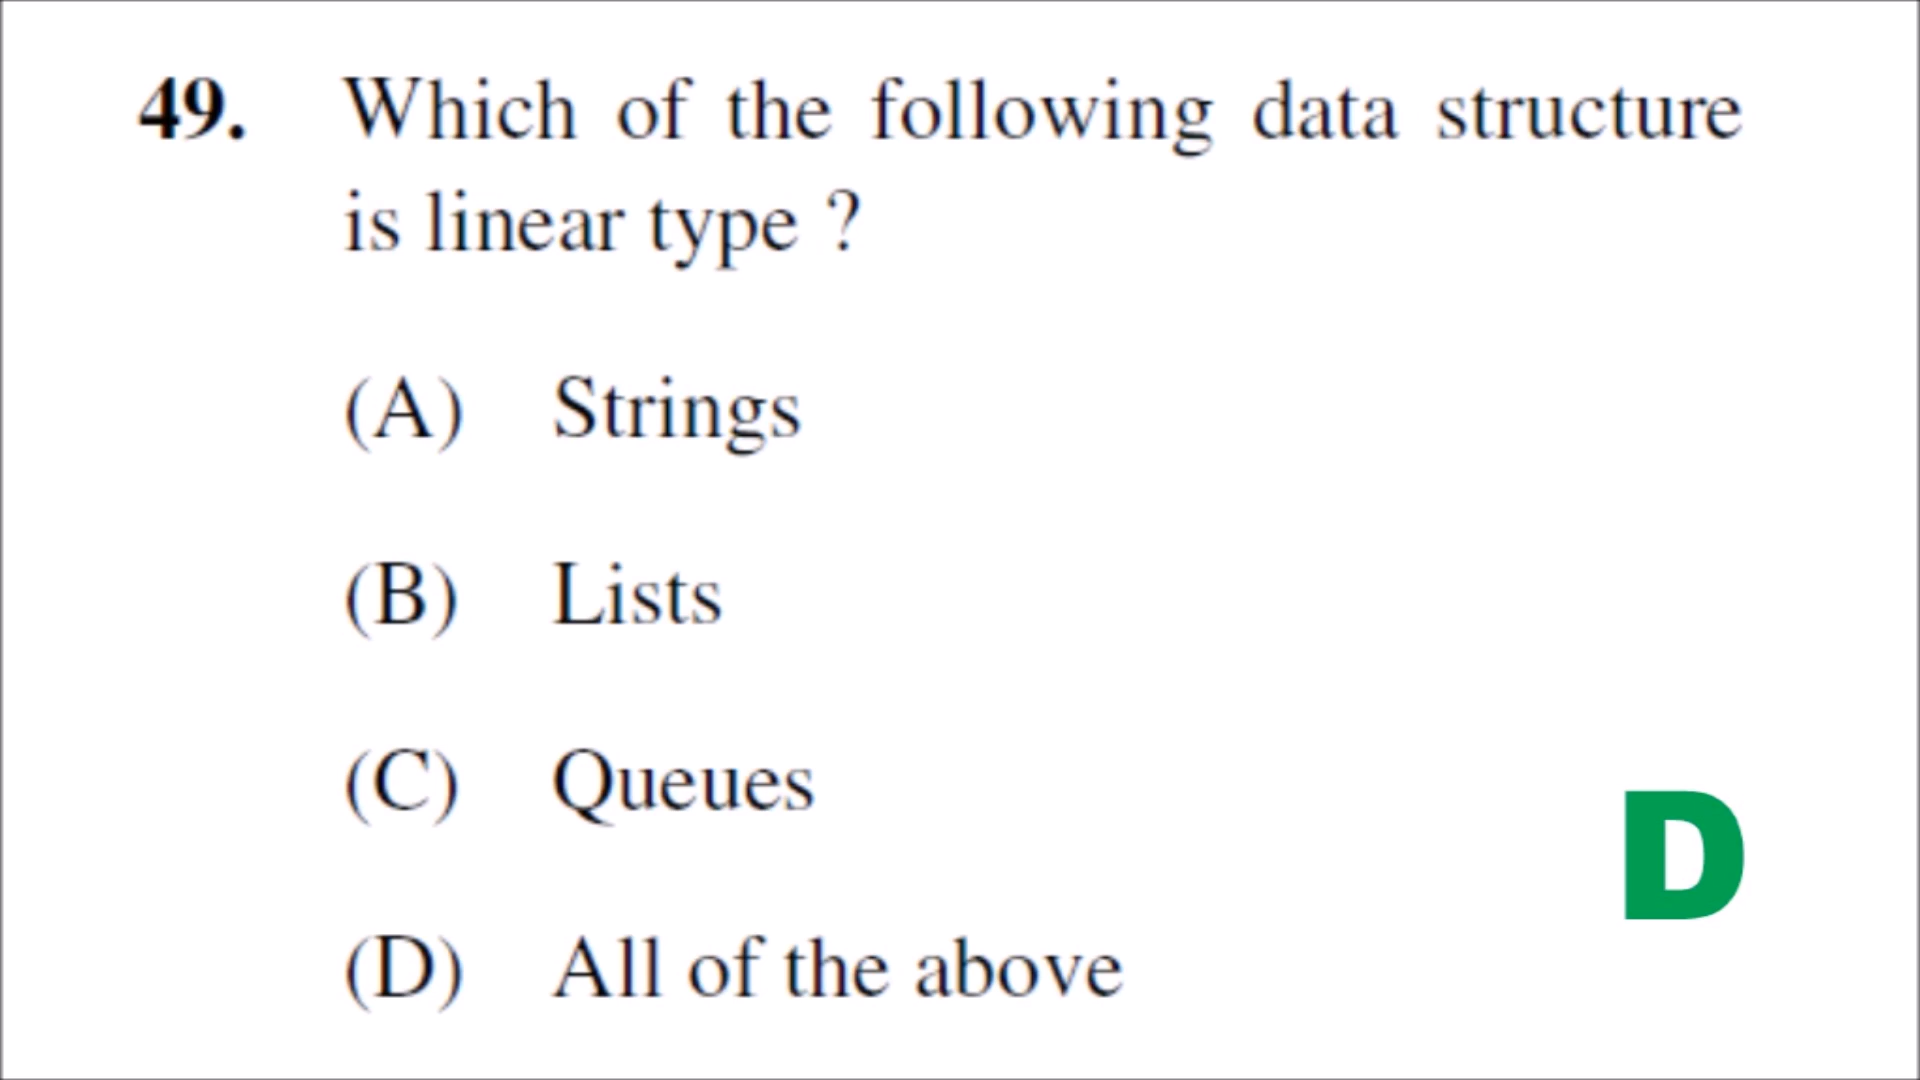 49. Which of the following data structure
is linear type ?
(A) Strings
(B) Lists
(C) Queues
(D) All of the above
D